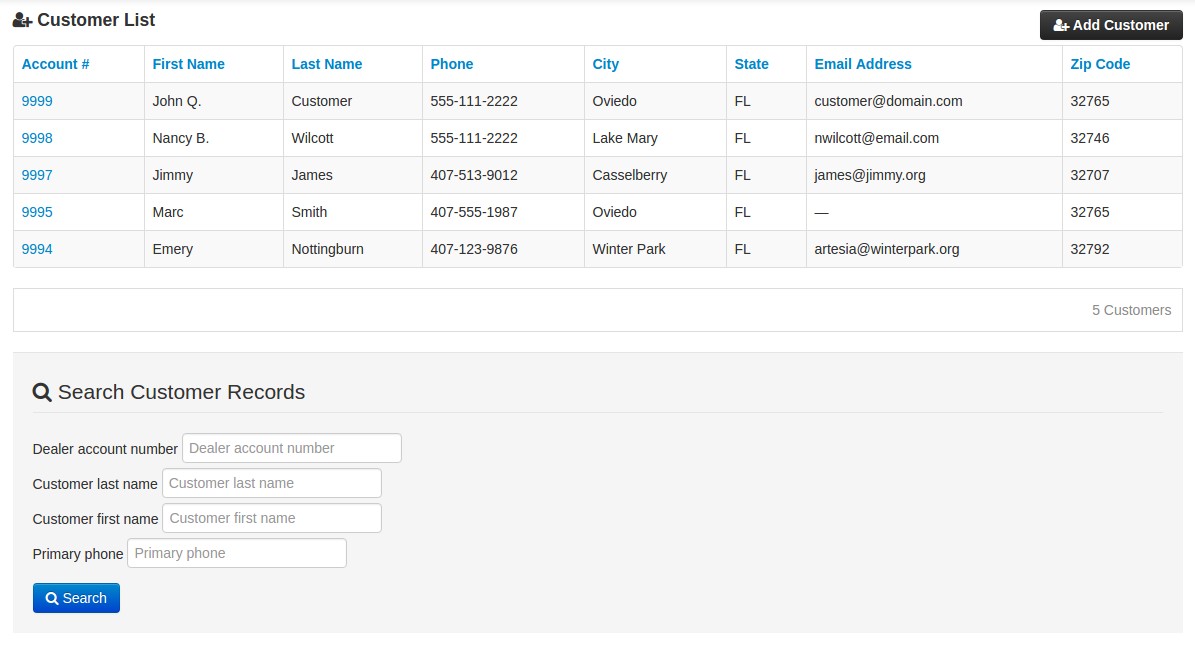 Customer List
Add Customer
Account # First Name Last Name Phone City State Email Address Zip Code
9999 John Q. Customer 555-111-2222 Oviedo FL customer@domain.com 32765
9998 Nancy B. Wilcott 555-111-2222 Lake Mary FL nwilcott@email.com 32746
9997 Jimmy James 407-513-9012 Casselberry FL james@jimmy.org 32707
9995 Marc Smith 407-555-1987 Oviedo FL — 32765
9994 Emery Nottingburn 407-123-9876 Winter Park FL artesia@winterpark.org 32792
5 Customers
Search Customer Records
Dealer account number Dealer account number
Customer last name Customer last name
Customer first name Customer first name
Primary phone Primary phone
Search